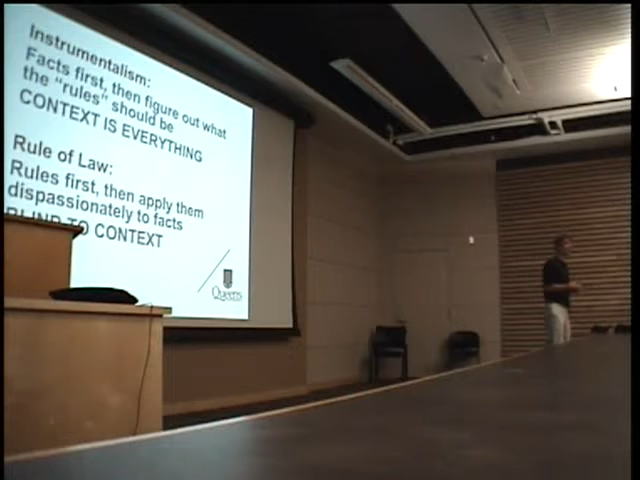 Instrumentalism:
Facts first, then figure out what
the "rules" should be
CONTEXT IS EVERYTHING
Rule of Law:
Rules first, then apply them
dispassionately to facts
BLIND TO CONTEXT
Queen's